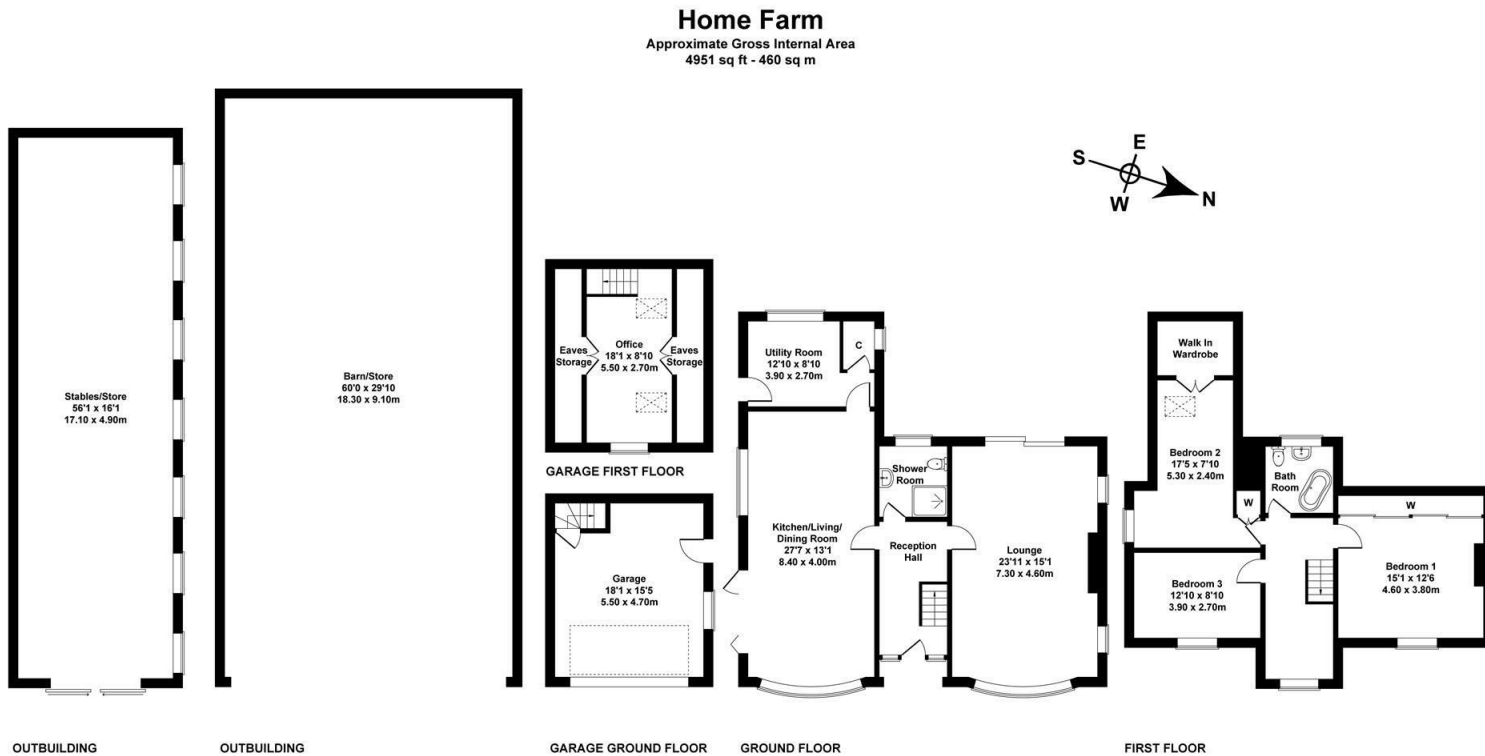 Home Farm
Approximate Gross Internal Area
4951 sq ft - 460 sq m
E
S
W
N
Stables/Store
56'1 x 16'1
17.10 x 4.90m
OUTBUILDING
Barn/Store
60'0 x 29'10
18.30 x 9.10m
OUTBUILDING
Eaves
Storage
Office
18'1 x 8'10
5.50 x 2.70m
Eaves
Storage
GARAGE FIRST FLOOR
Garage
18'1 x 15'5
5.50 x 4.70m
GARAGE GROUND FLOOR
Utility Room
12'10 x 8'10
3.90 x 2.70m
C
Kitchen/Living/
Dining Room
27'7 x 13'1
8.40 x 4.00m
Shower
Room
Reception
Hall
Lounge
23'11 x 15'1
7.30 x 4.60m
GROUND FLOOR
Walk In
Wardrobe
Bedroom 2
17'5 x 7'10
5.30 x 2.40m
W
Bath
Room
W
Bedroom 3
12'10 x 8'10
3.90 x 2.70m
Bedroom 1
15'1 x 12'6
4.60 x 3.80m
FIRST FLOOR